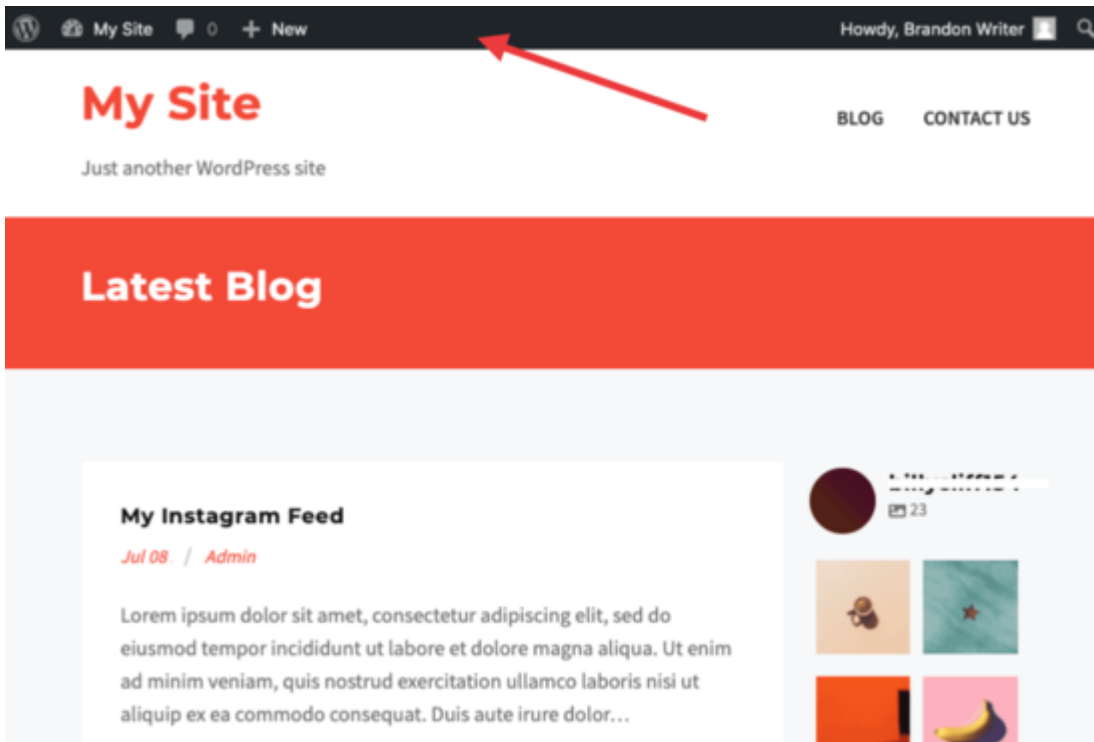 My Site 0 + New Howdy, Brandon Writer
My Site
BLOG CONTACT US
Just another WordPress site
Latest Blog
My Instagram Feed
Jul 08 / Admin
23
Lorem ipsum dolor sit amet, consectetur adipiscing elit, sed do
eiusmod tempor incididunt ut labore et dolore magna aliqua. Ut enim
ad minim veniam, quis nostrud exercitation ullamco laboris nisi ut
aliquip ex ea commodo consequat. Duis aute irure dolor...